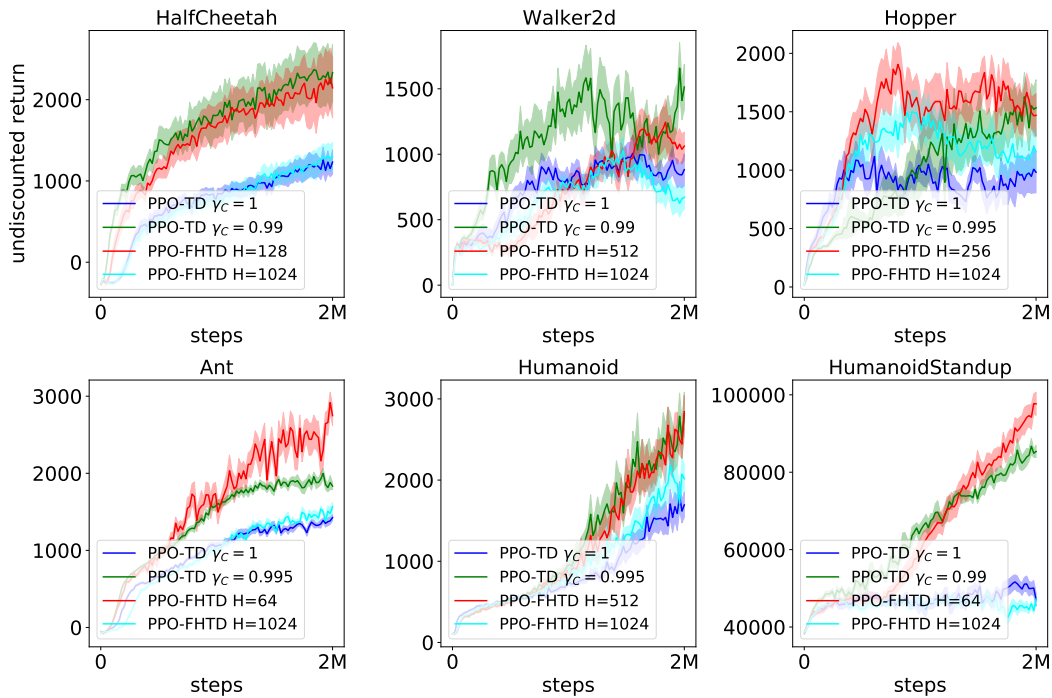 HalfCheetah
undiscounted return
2000
1000
0
PPO-TD γC = 1
PPO-TD γC = 0.99
PPO-FHTD H=128
PPO-FHTD H=1024
0
2M
steps
Walker2d
1500
1000
500
0
PPO-TD γC = 1
PPO-TD γC = 0.99
PPO-FHTD H=512
PPO-FHTD H=1024
0
2M
steps
Hopper
2000
1500
1000
500
0
PPO-TD γC = 1
PPO-TD γC = 0.995
PPO-FHTD H=256
PPO-FHTD H=1024
0
2M
steps
Ant
3000
2000
1000
0
PPO-TD γC = 1
PPO-TD γC = 0.995
PPO-FHTD H=64
PPO-FHTD H=1024
0
2M
steps
Humanoid
3000
2000
1000
0
PPO-TD γC = 1
PPO-TD γC = 0.995
PPO-FHTD H=512
PPO-FHTD H=1024
0
2M
steps
HumanoidStandup
100000
80000
60000
40000
PPO-TD γC = 1
PPO-TD γC = 0.99
PPO-FHTD H=64
PPO-FHTD H=1024
0
2M
steps